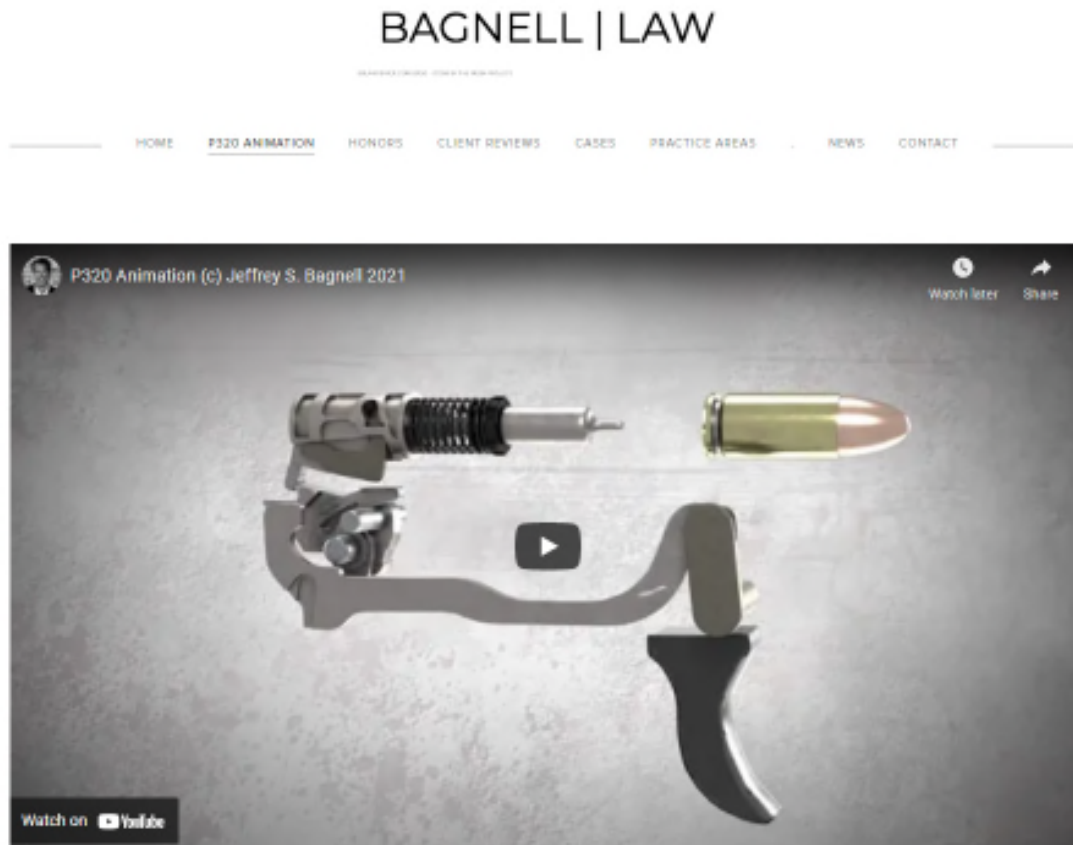 BAGNELL | LAW
HOME P320 ANIMATION HONORS CLIENT REVIEWS CASES PRACTICE AREAS . NEWS CONTACT
P320 Animation (c) Jeffrey S. Bagnell 2021
Watch later Share
Watch on YouTube